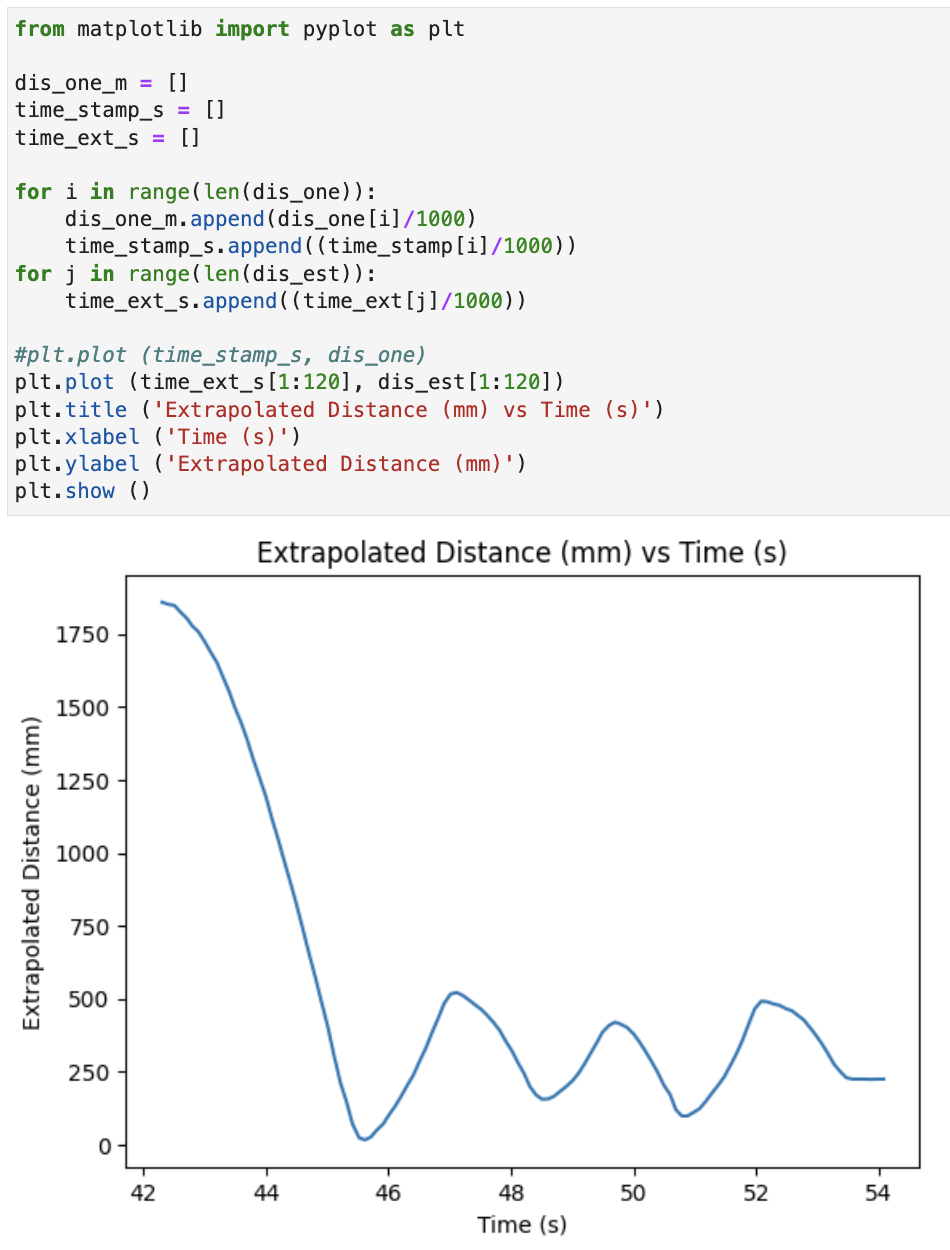 from matplotlib import pyplot as plt
dis_one_m = []
time_stamp_s = []
time_ext_s = []
for i in range(len(dis_one)):
    dis_one_m.append(dis_one[i]/1000)
    time_stamp_s.append((time_stamp[i]/1000))
for j in range(len(dis_est)):
    time_ext_s.append((time_ext[j]/1000))
#plt.plot (time_stamp_s, dis_one)
plt.plot (time_ext_s[1:120], dis_est[1:120])
plt.title ('Extrapolated Distance (mm) vs Time (s)')
plt.xlabel ('Time (s)')
plt.ylabel ('Extrapolated Distance (mm)')
plt.show ()
Extrapolated Distance (mm) vs Time (s)
Extrapolated Distance (mm)
1750
1500
1250
1000
750
500
250
0
42 44 46 48 50 52 54
Time (s)